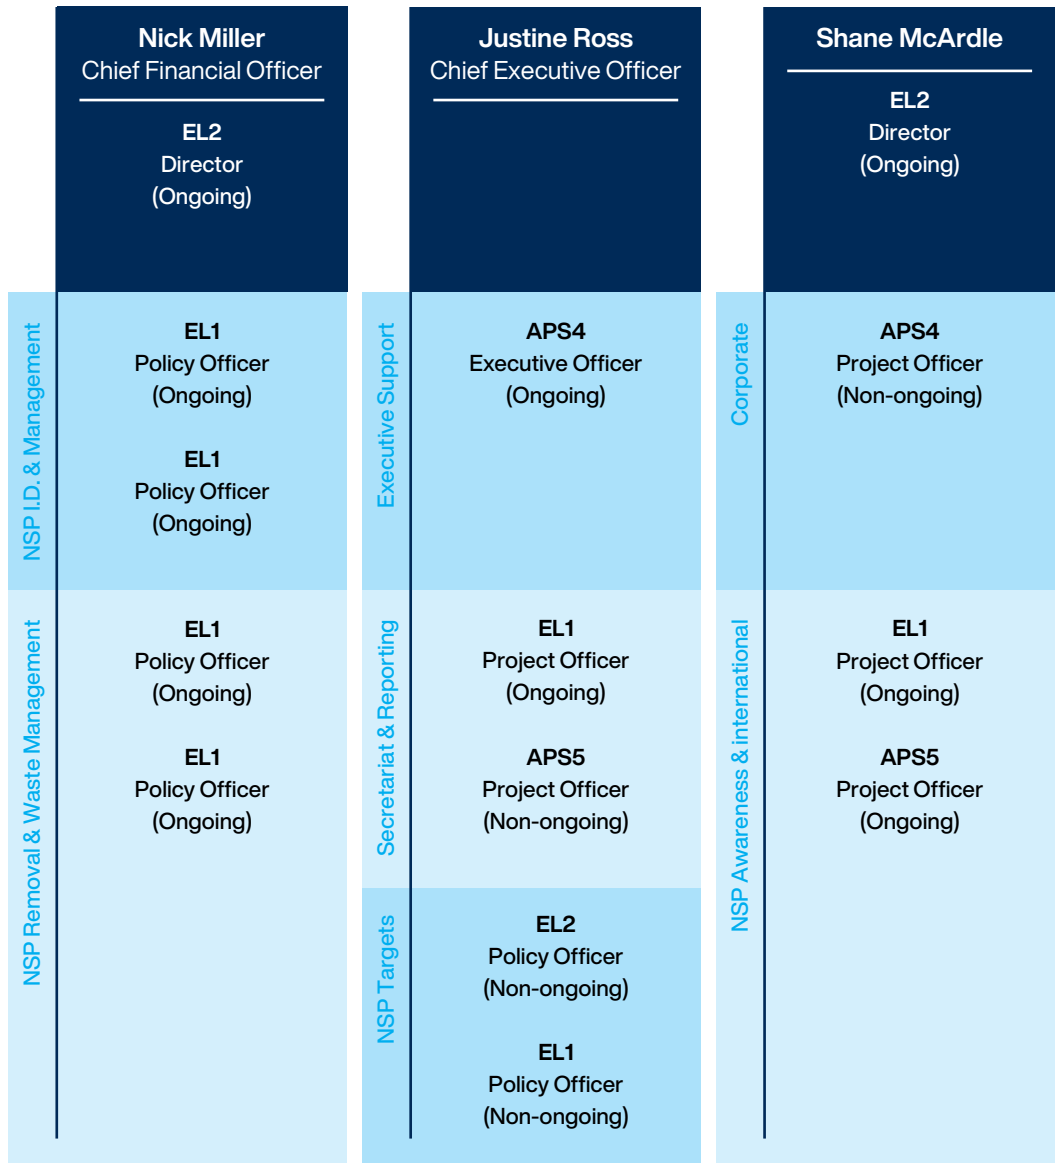 Nick Miller
Chief Financial Officer
EL2
Director
(Ongoing)
NSP I.D. & Management
EL1
Policy Officer
(Ongoing)
EL1
Policy Officer
(Ongoing)
NSP Removal & Waste Management
EL1
Policy Officer
(Ongoing)
EL1
Policy Officer
(Ongoing)
Justine Ross
Chief Executive Officer
Executive Support
APS4
Executive Officer
(Ongoing)
Secretariat & Reporting
EL1
Project Officer
(Ongoing)
APS5
Project Officer
(Non-ongoing)
NSP Targets
EL2
Policy Officer
(Non-ongoing)
EL1
Policy Officer
(Non-ongoing)
Shane McArdle
EL2
Director
(Ongoing)
Corporate
APS4
Project Officer
(Non-ongoing)
NSP Awareness & international
EL1
Project Officer
(Ongoing)
APS5
Project Officer
(Ongoing)